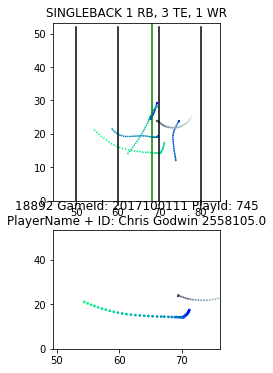 SINGLEBACK 1 RB, 3 TE, 1 WR
50
40
30
20
10
0
50 60 70 80
18892 GameId: 2017100111 PlayId: 745
PlayerName + ID: Chris Godwin 2558105.0
40
20
0
50 60 70